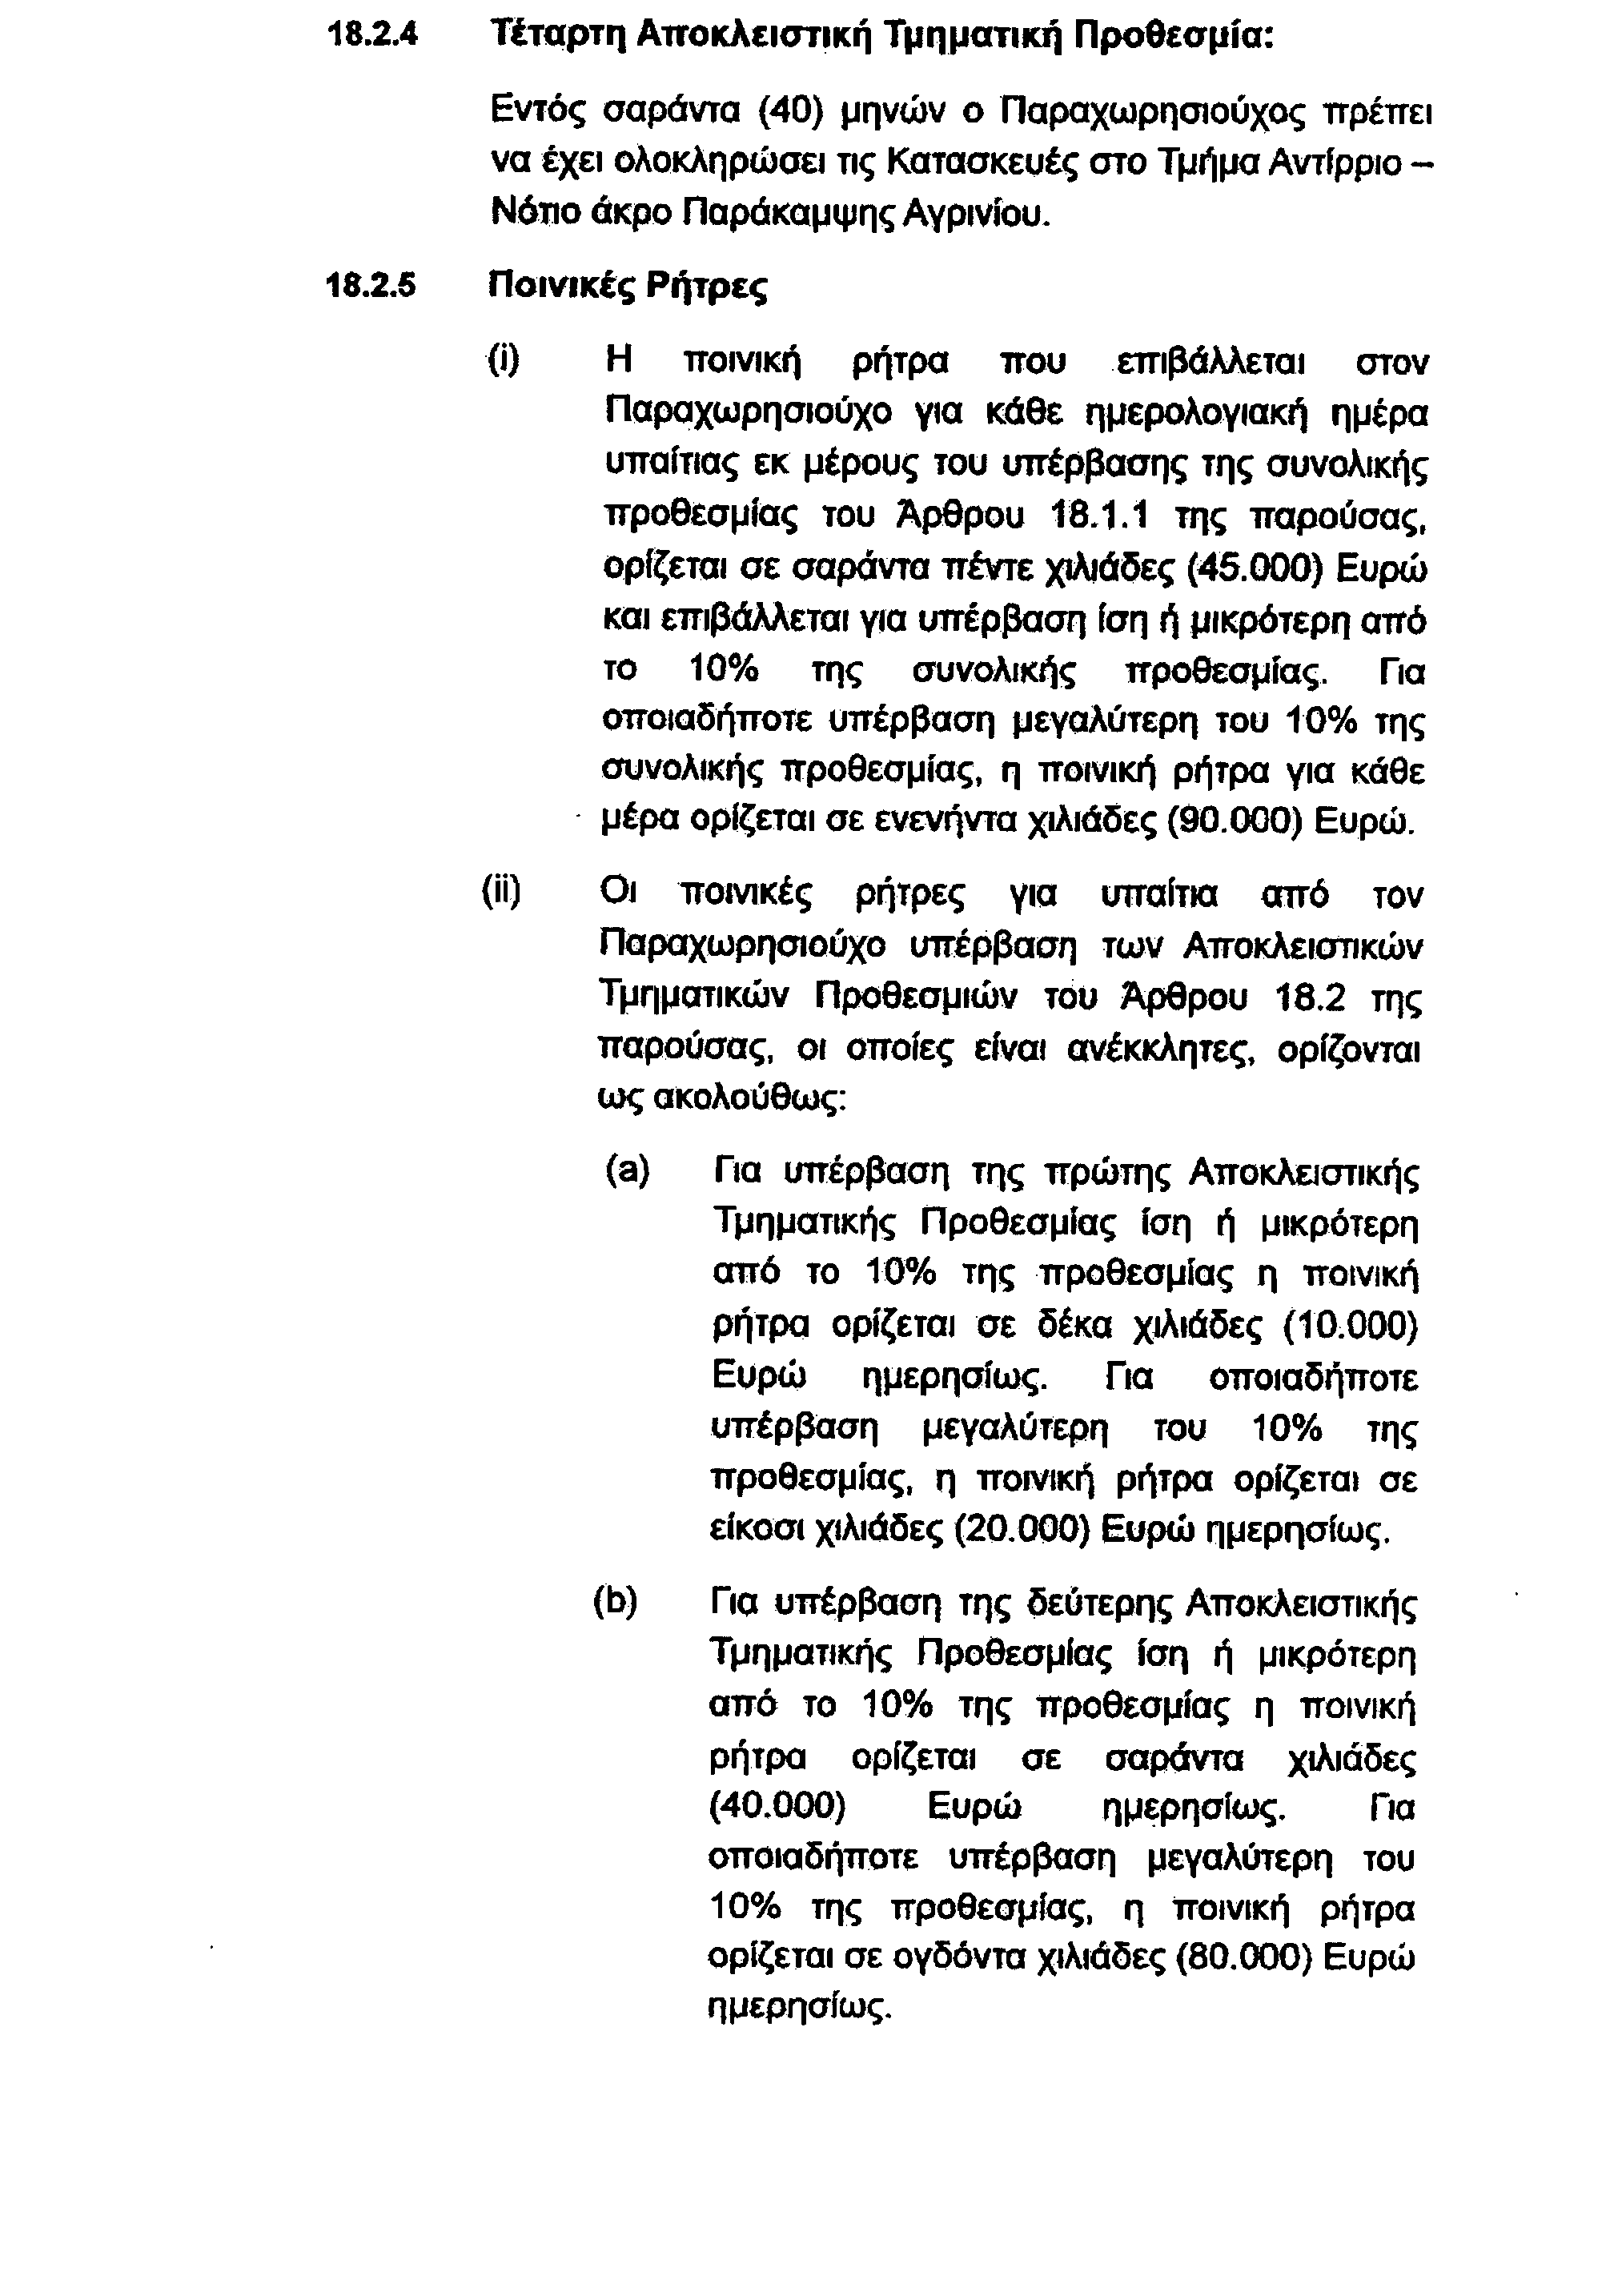 18.2.4 Τέταρτη Αποκλειστική Τμηματική Προθεσμία:
Εντός σαράντα (40) μηνών ο Παραχωρησιούχος πρέπει
να έχει ολοκληρώσει τις Κατασκευές στο Τμήμα Αντίρριο –
Νότιο άκρο Παράκαμψης Αγρινίου.
18.2.5 Ποινικές Ρήτρες
(i) Η ποινική ρήτρα που επιβάλλεται στον
Παραχωρησιούχο για κάθε ημερολογιακή ημέρα
υπαίτιας εκ μέρους του υπέρβασης της συνολικής
προθεσμίας του Άρθρου 18.1.1 της παρούσας,
ορίζεται σε σαράντα πέντε χιλιάδες (45.000) Ευρώ
και επιβάλλεται για υπέρβαση ίση ή μικρότερη από
το 10% της συνολικής προθεσμίας. Για
οποιαδήποτε υπέρβαση μεγαλύτερη του 10% της
συνολικής προθεσμίας, η ποινική ρήτρα για κάθε
μέρα ορίζεται σε ενενήντα χιλιάδες (90.000) Ευρώ.
(ii) Οι ποινικές ρήτρες για υπαίτια από τον
Παραχωρησιούχο υπέρβαση των Αποκλειστικών
Τμηματικών Προθεσμιών του Άρθρου 18.2 της
παρούσας, οι οποίες είναι ανέκκλητες, ορίζονται
ως ακολούθως:
(a) Για υπέρβαση της πρώτης Αποκλειστικής
Τμηματικής Προθεσμίας ίση ή μικρότερη
από το 10% της προθεσμίας η ποινική
ρήτρα ορίζεται σε δέκα χιλιάδες (10.000)
Ευρώ ημερησίως. Για οποιαδήποτε
υπέρβαση μεγαλύτερη του 10% της
προθεσμίας, η ποινική ρήτρα ορίζεται σε
είκοσι χιλιάδες (20.000) Ευρώ ημερησίως.
(b) Για υπέρβαση της δεύτερης Αποκλειστικής
Τμηματικής Προθεσμίας ίση ή μικρότερη
από το 10% της προθεσμίας η ποινική
ρήτρα ορίζεται σε σαράντα χιλιάδες
(40.000) Ευρώ ημερησίως. Για
οποιαδήποτε υπέρβαση μεγαλύτερη του
10% της προθεσμίας, η ποινική ρήτρα
ορίζεται σε ογδόντα χιλιάδες (80.000) Ευρώ
ημερησίως.